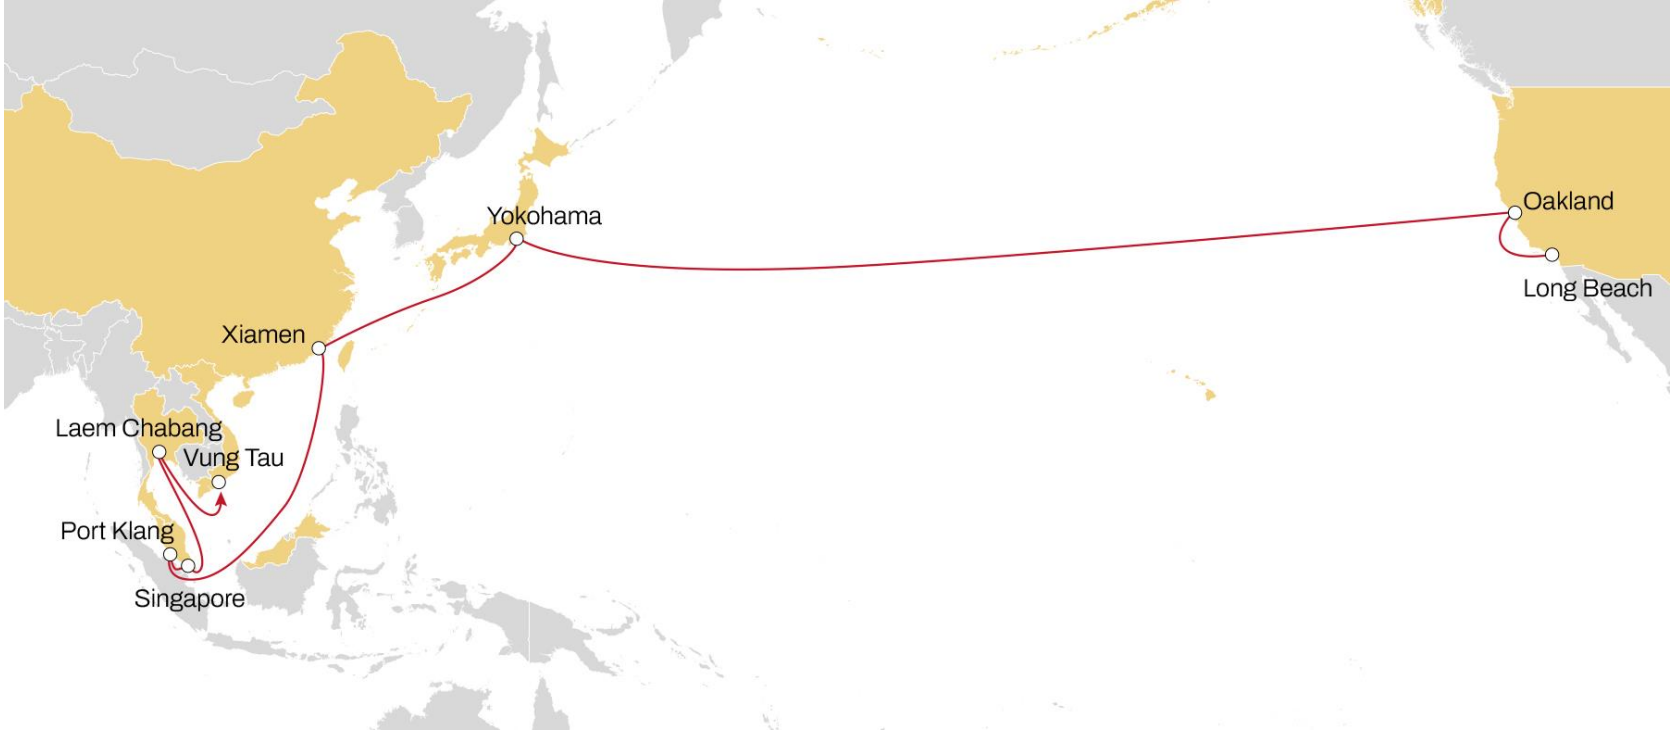 Oakland
Yokohama
Long Beach
Xiamen
Laem Chabang
Vung Tau
Port Klang
Singapore